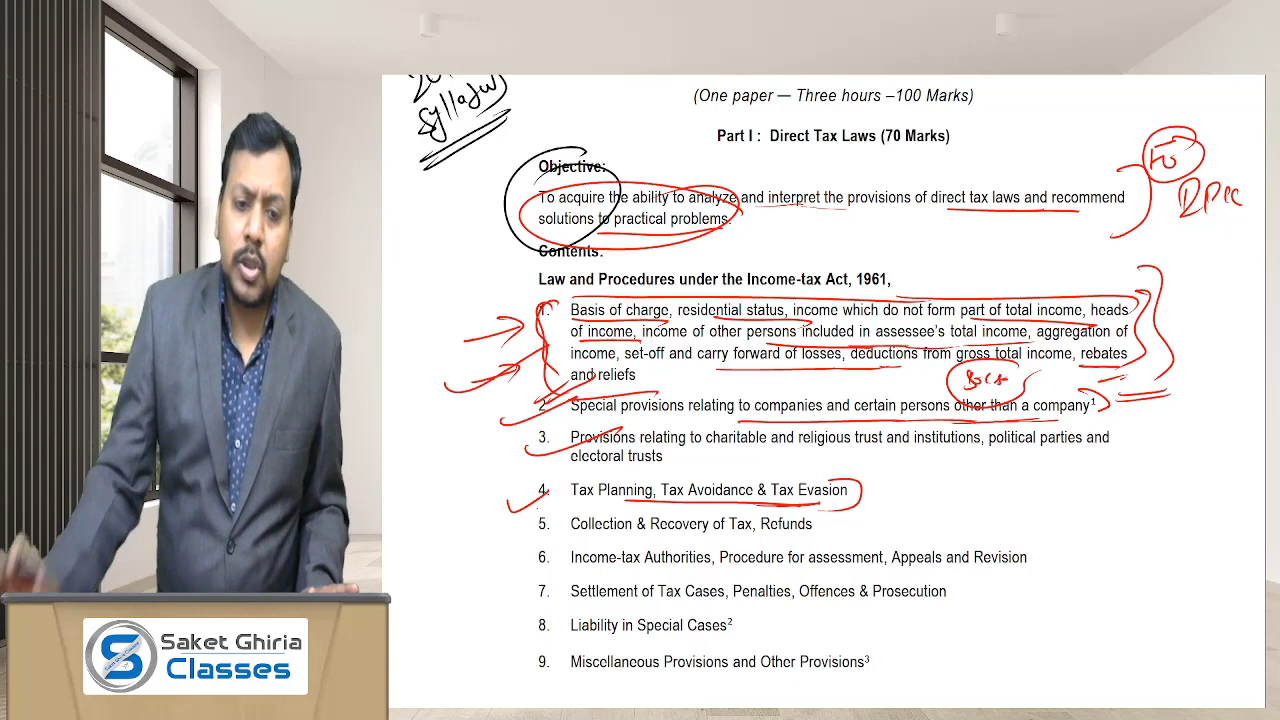 Syllabus
(One paper — Three hours –100 Marks)
Part I : Direct Tax Laws (70 Marks)
Objective:
To acquire the ability to analyze and interpret the provisions of direct tax laws and recommend
solutions to practical problems.
Contents:
Law and Procedures under the Income-tax Act, 1961,
1. Basis of charge, residential status, income which do not form part of total income, heads
of income, income of other persons included in assessee's total income, aggregation of
income, set-off and carry forward of losses, deductions from gross total income, rebates
and reliefs
2. Special provisions relating to companies and certain persons other than a company¹
3. Provisions relating to charitable and religious trust and institutions, political parties and
electoral trusts
4. Tax Planning, Tax Avoidance & Tax Evasion
5. Collection & Recovery of Tax, Refunds
6. Income-tax Authorities, Procedure for assessment, Appeals and Revision
7. Settlement of Tax Cases, Penalties, Offences & Prosecution
8. Liability in Special Cases²
9. Miscellaneous Provisions and Other Provisions³
Saket Ghiria
Classes